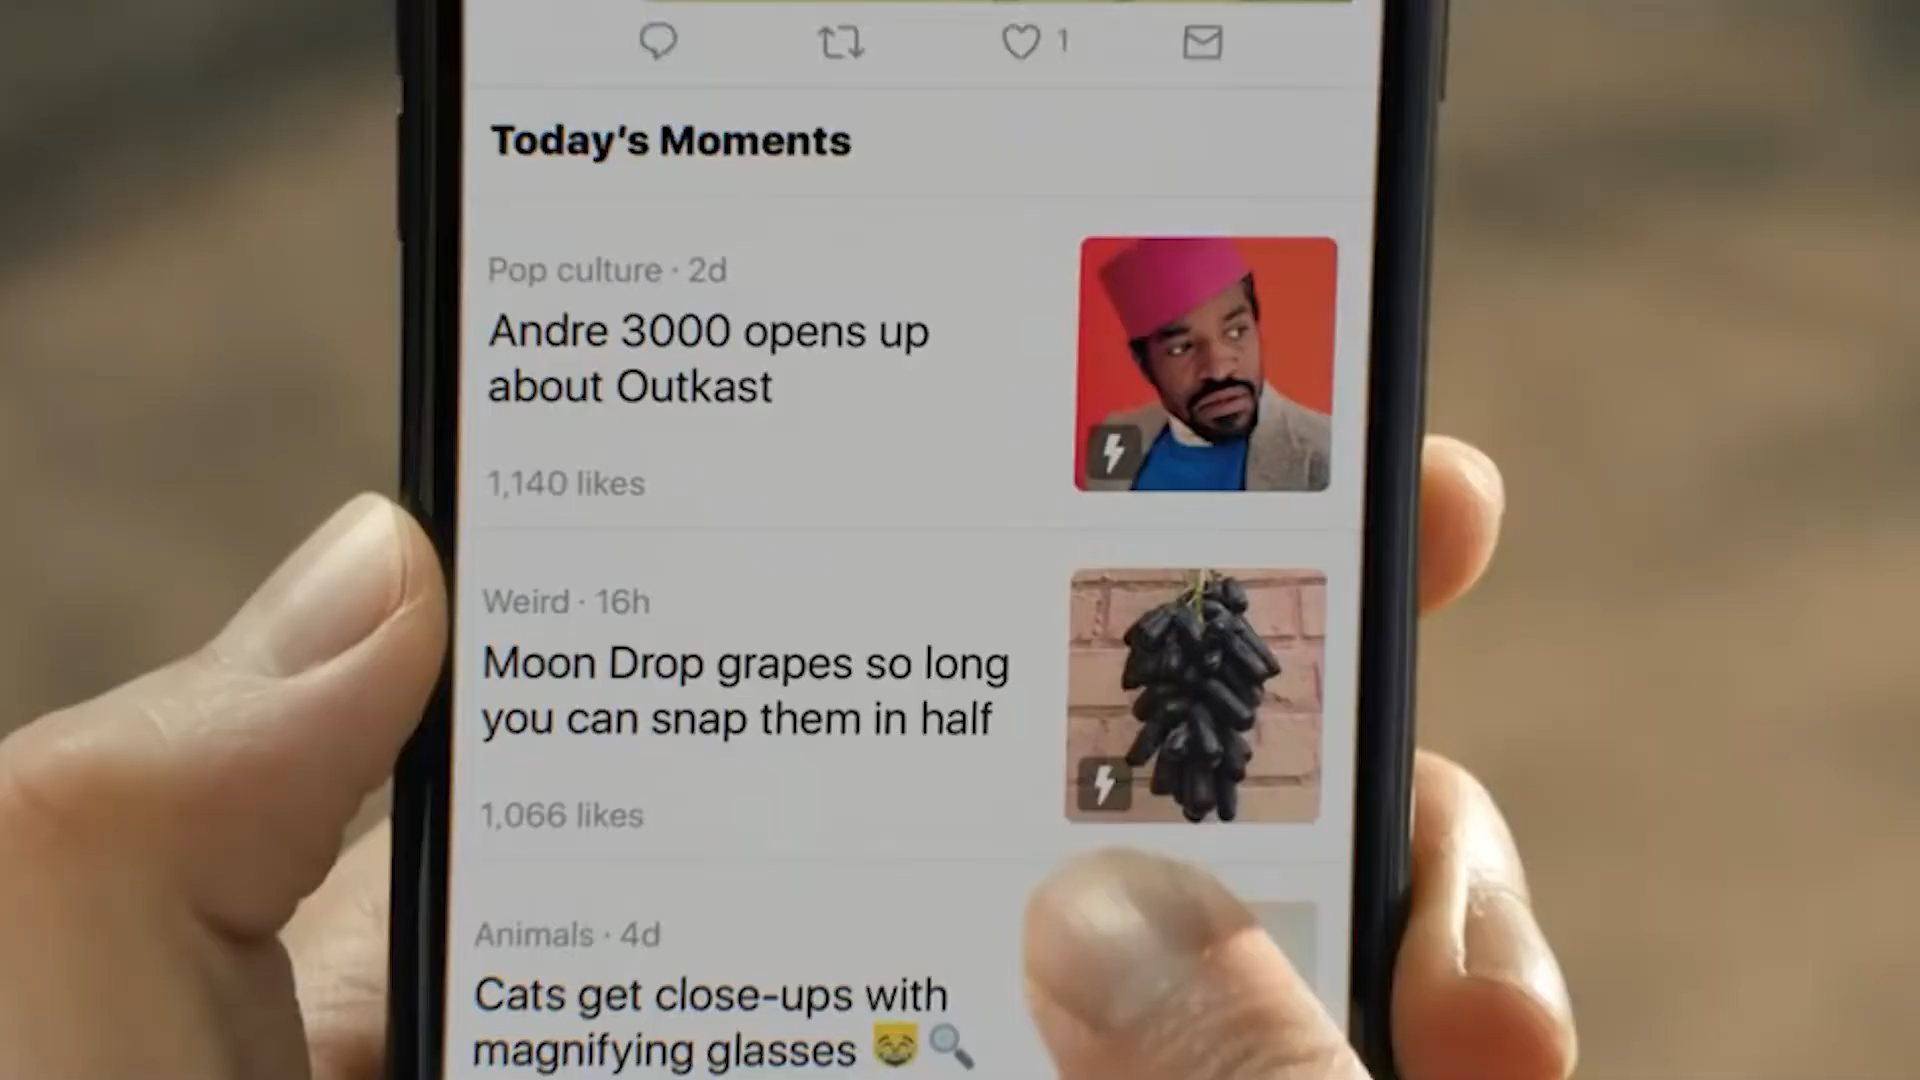 1
Today's Moments
Pop culture · 2d
Andre 3000 opens up
about Outkast
1,140 likes
Weird · 16h
Moon Drop grapes so long
you can snap them in half
1,066 likes
Animals · 4d
Cats get close-ups with
magnifying glasses 😸 🔍